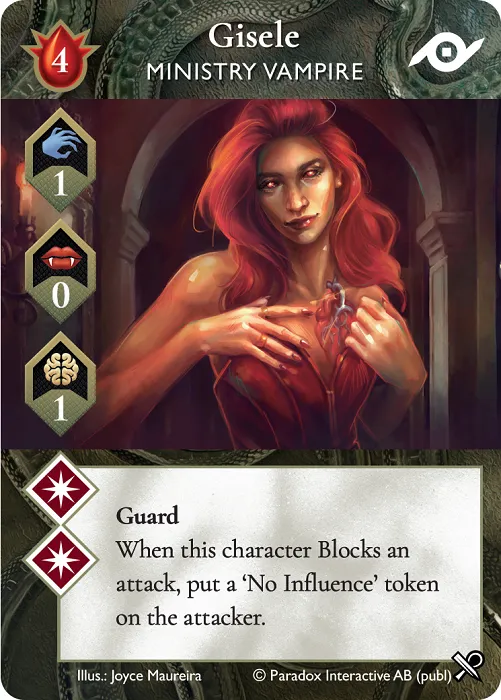 Gisele
4
MINISTRY VAMPIRE
1
0
1
Guard
When this character Blocks an
attack, put a ‘No Influence’ token
on the attacker.
Illus.: Joyce Maureira © Paradox Interactive AB (publ)